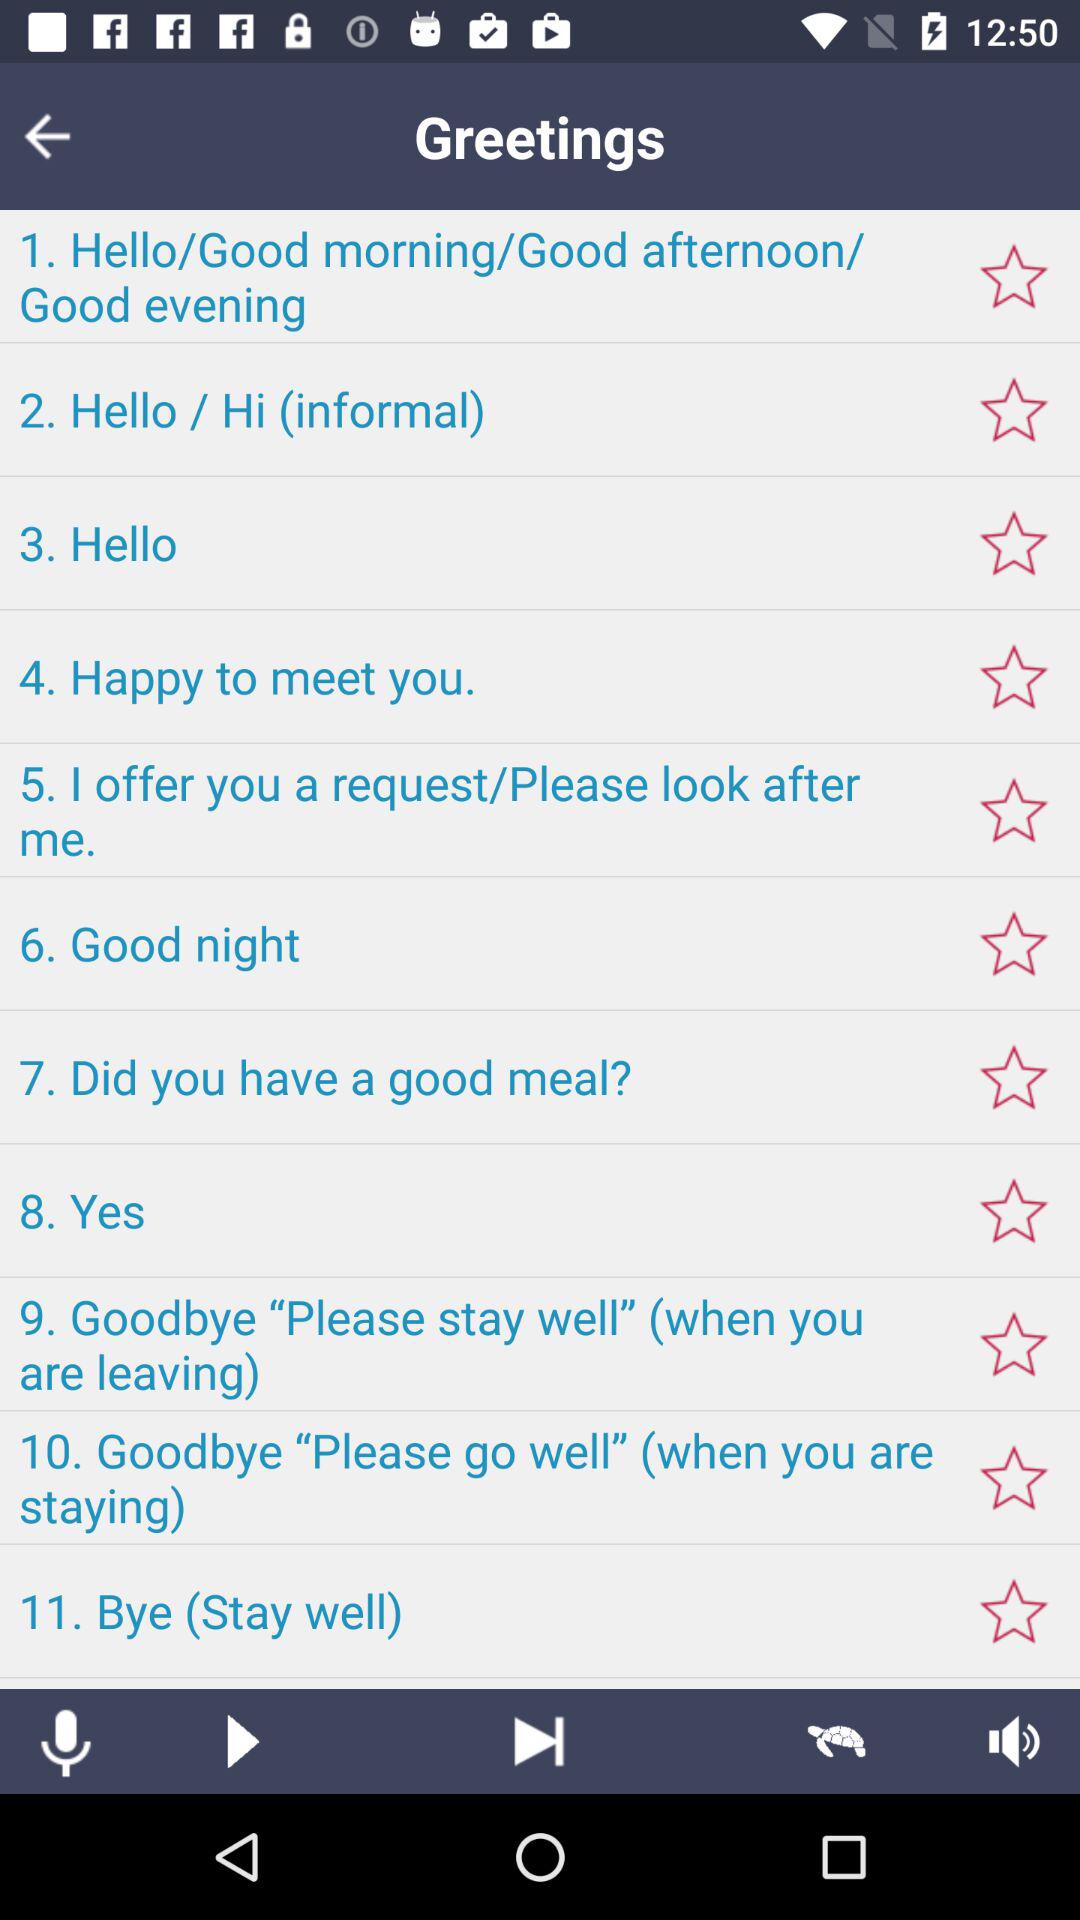 12:50
Greetings
1. Hello/Good morning/Good afternoon/
Good evening
2. Hello / Hi (informal)
3. Hello
4. Happy to meet you.
5. I offer you a request/Please look after
me.
6. Good night
7. Did you have a good meal?
8. Yes
9. Goodbye “Please stay well” (when you
are leaving)
10. Goodbye “Please go well” (when you are
staying)
11. Bye (Stay well)